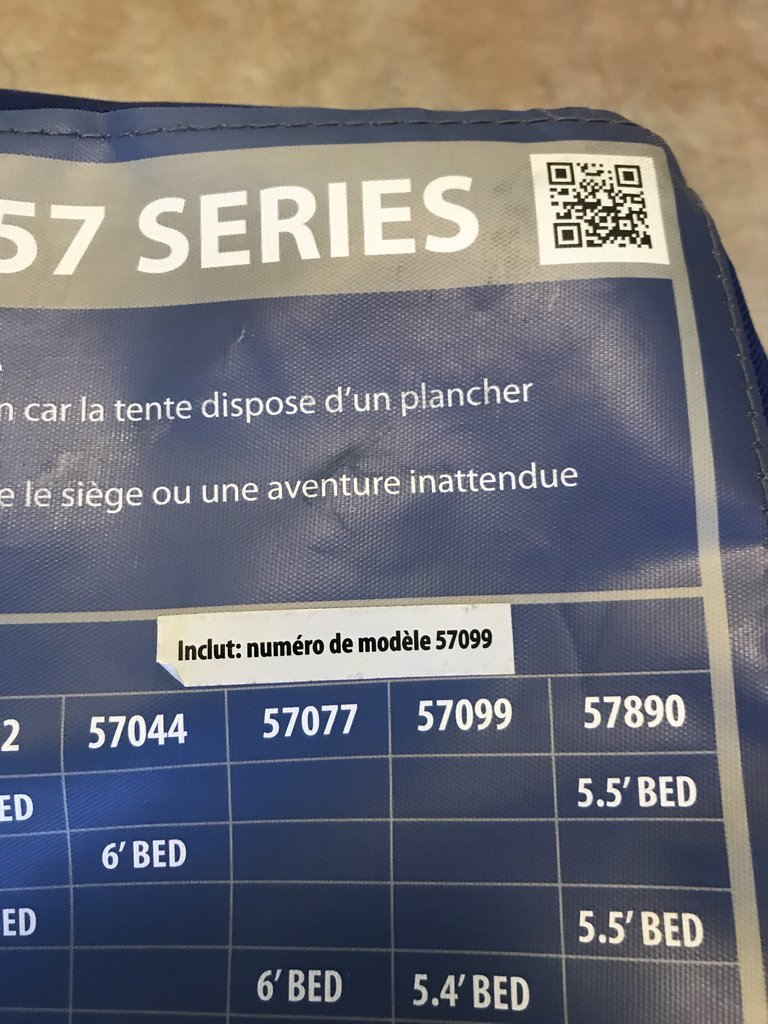 57 SERIES
car la tente dispose d'un plancher
le siège ou une aventure inattendue
Inclut: numéro de modèle 57099
57044 57077 57099 57890
5.5' BED
6' BED
5.5' BED
6' BED 5.4' BED